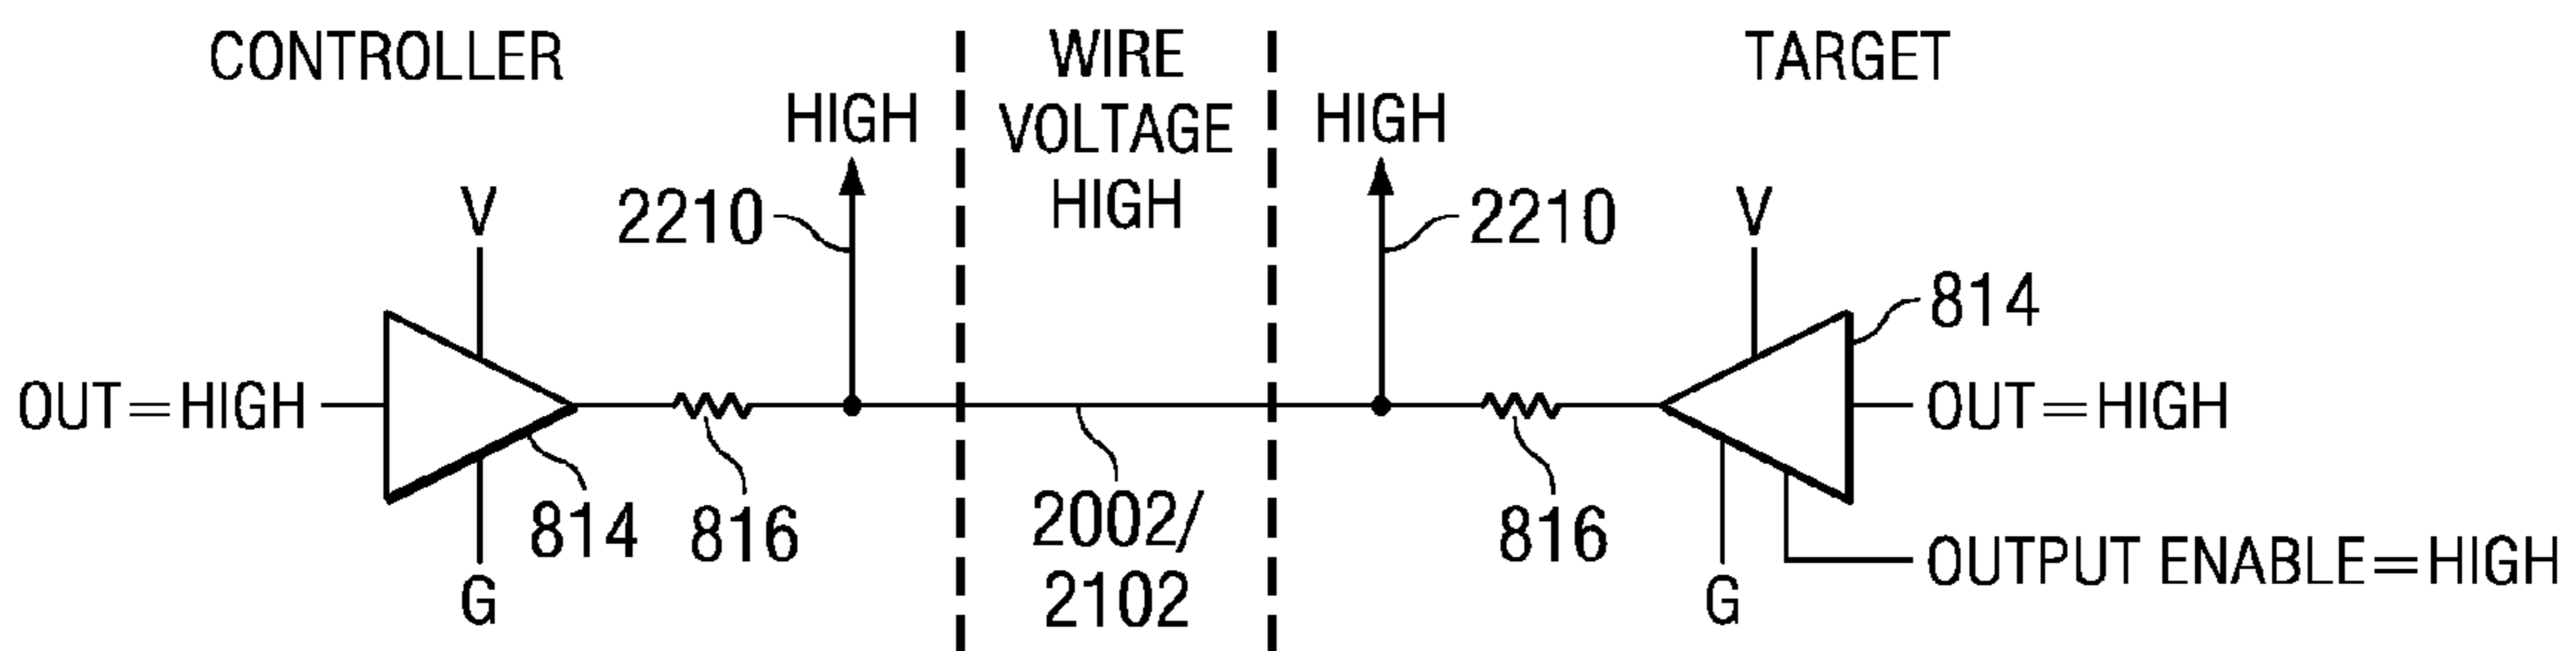 CONTROLLER
WIRE
VOLTAGE
HIGH
TARGET
HIGH
HIGH
V
2210
2210
V
814
OUT=HIGH
OUT=HIGH
814
816
2002/
2102
816
OUTPUT ENABLE=HIGH
G
G